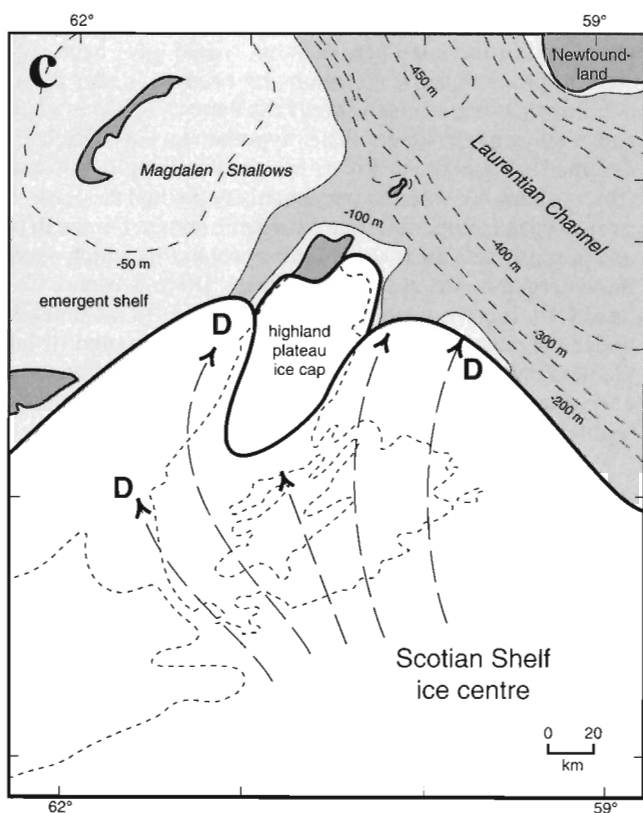 62°
59°
C
Newfound-
land
-450 m
Laurentian Channel
Magdalen Shallows
-100 m
-400 m
-50 m
emergent shelf
D
highland
plateau
ice cap
-300 m
D
-200 m
D
Scotian Shelf
ice centre
0 20
km
62°
59°